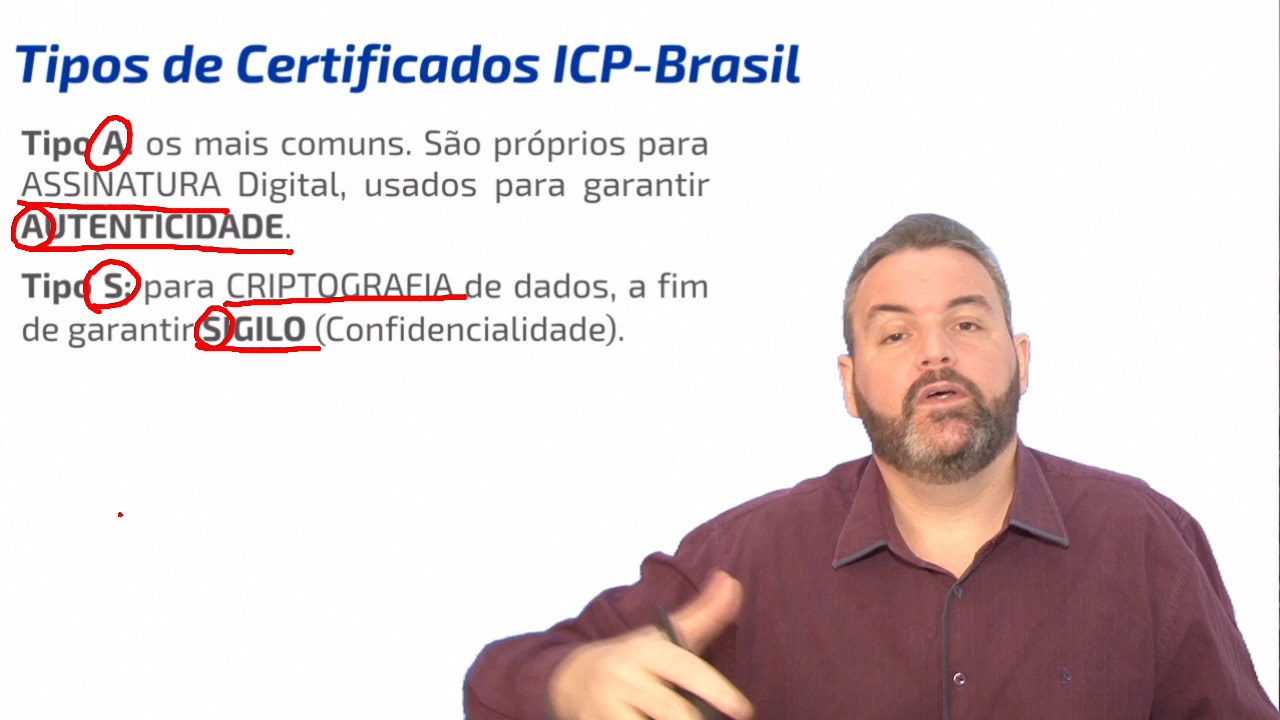 Tipos de Certificados ICP-Brasil
Tipo A: os mais comuns. São próprios para
ASSINATURA Digital, usados para garantir
AUTENTICIDADE.
Tipo S: para CRIPTOGRAFIA de dados, a fim
de garantir SIGILO (Confidencialidade).